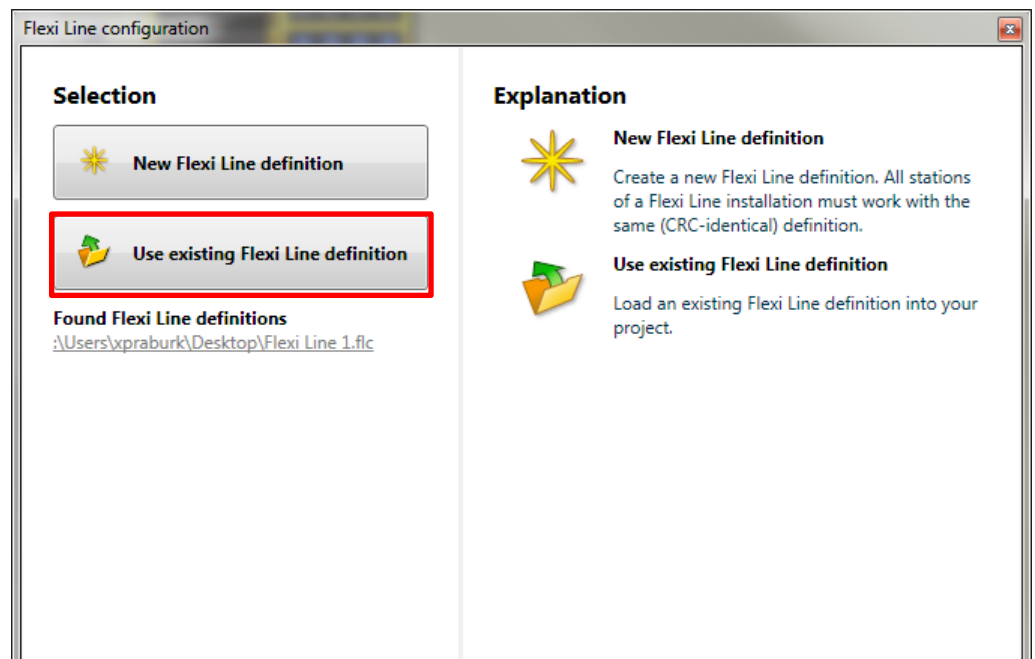 Flexi Line configuration
Selection
New Flexi Line definition
Use existing Flexi Line definition
Found Flexi Line definitions
:\Users\xpraburk\Desktop\Flexi Line 1.flc
Explanation
New Flexi Line definition
Create a new Flexi Line definition. All stations
of a Flexi Line installation must work with the
same (CRC-identical) definition.
Use existing Flexi Line definition
Load an existing Flexi Line definition into your
project.